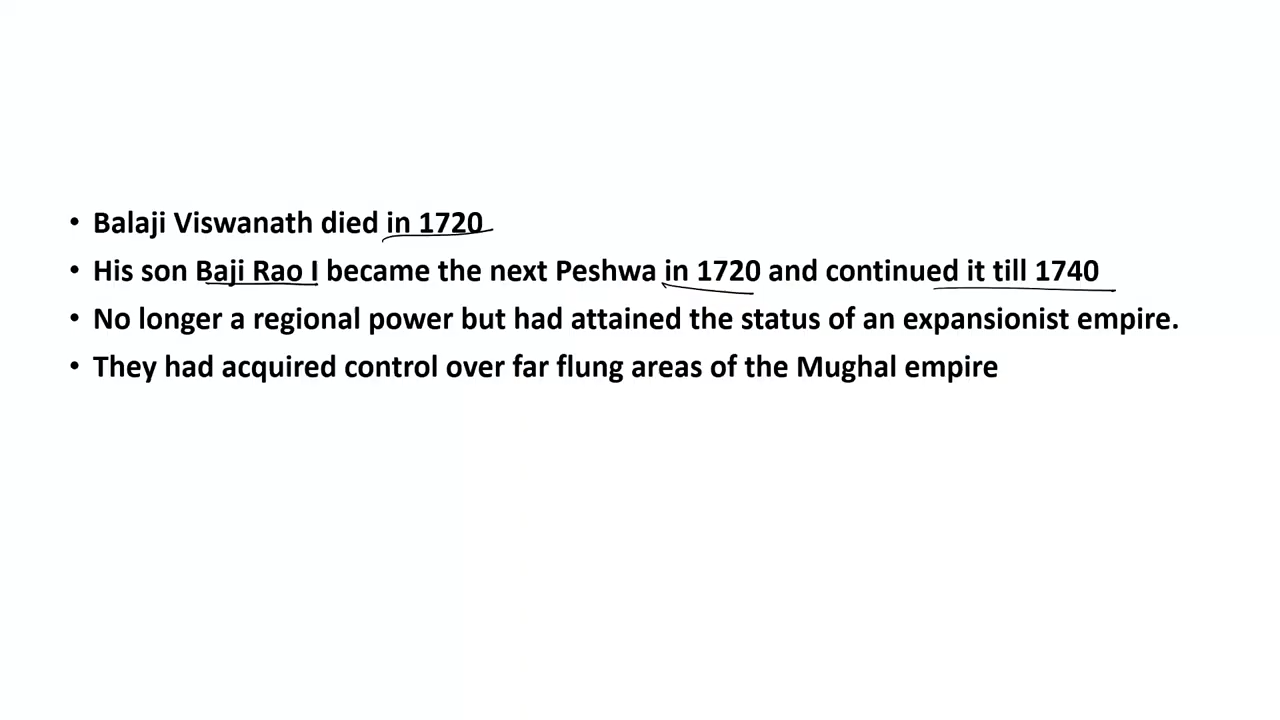 • Balaji Viswanath died in 1720
• His son Baji Rao I became the next Peshwa in 1720 and continued it till 1740
• No longer a regional power but had attained the status of an expansionist empire.
• They had acquired control over far flung areas of the Mughal empire